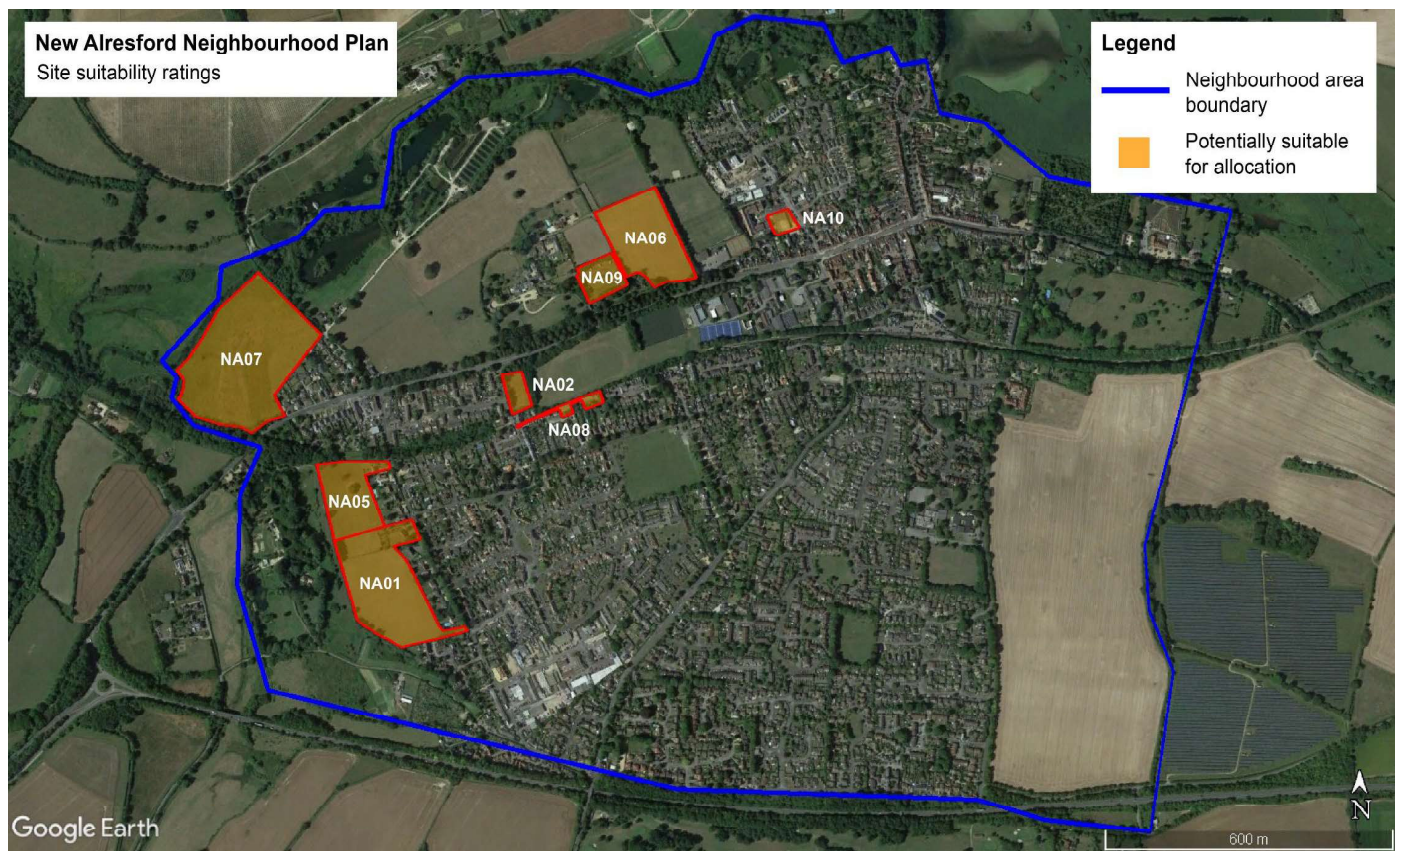 New Alresford Neighbourhood Plan
Site suitability ratings
Legend
Neighbourhood area
boundary
Potentially suitable
for allocation
NA10
NA06
NA09
NA07
NA02
NA08
NA05
NA01
N
Google Earth
600 m